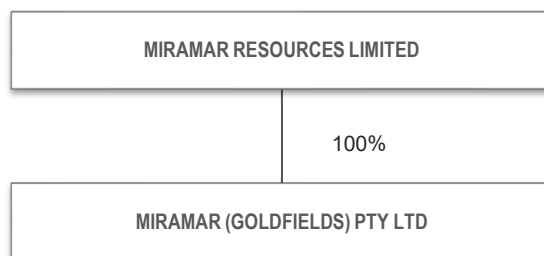 MIRAMAR RESOURCES LIMITED
100%
MIRAMAR (GOLDFIELDS) PTY LTD